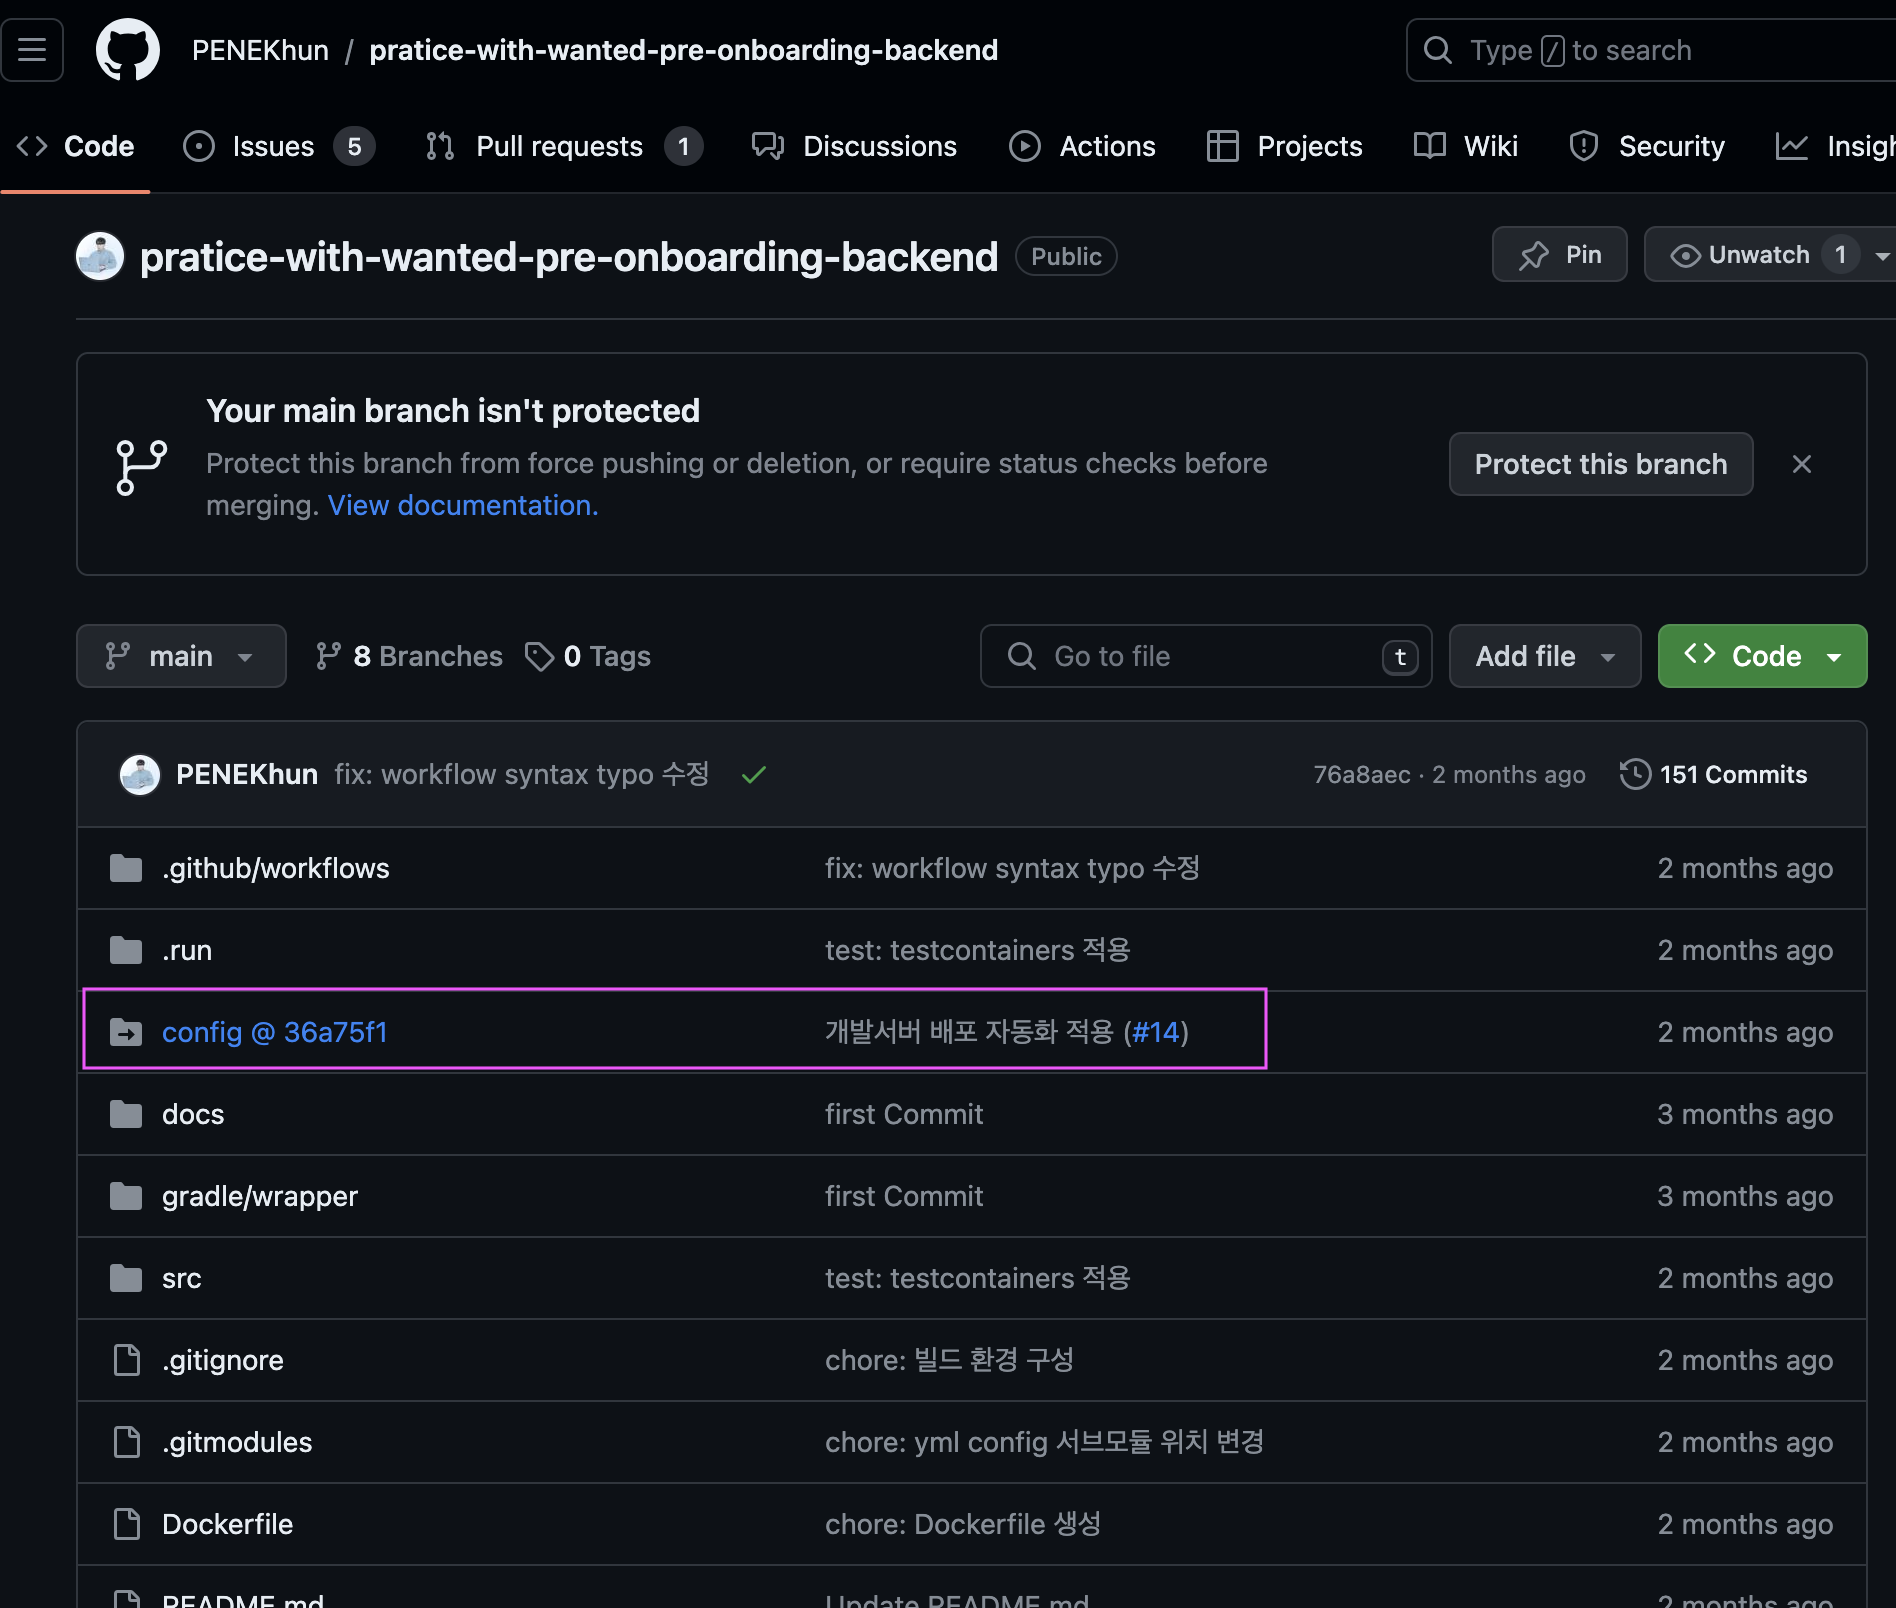 PENEKhun / pratice-with-wanted-pre-onboarding-backend
Type / to search
Code
Issues 5
Pull requests 1
Discussions
Actions
Projects
Wiki
Security
Insigh
pratice-with-wanted-pre-onboarding-backend Public
Pin
Unwatch 1
Your main branch isn't protected
Protect this branch from force pushing or deletion, or require status checks before
merging. View documentation.
Protect this branch
main
8 Branches
0 Tags
Go to file t
Add file
Code
PENEKhun fix: workflow syntax typo 수정 76a8aec · 2 months ago 151 Commits
.github/workflows fix: workflow syntax typo 수정 2 months ago
.run test: testcontainers 적용 2 months ago
config @ 36a75f1 개발서버 배포 자동화 적용 (#14) 2 months ago
docs first Commit 3 months ago
gradle/wrapper first Commit 3 months ago
src test: testcontainers 적용 2 months ago
.gitignore chore: 빌드 환경 구성 2 months ago
.gitmodules chore: yml config 서브모듈 위치 변경 2 months ago
Dockerfile chore: Dockerfile 생성 2 months ago
README.md Update README.md 2 months ago